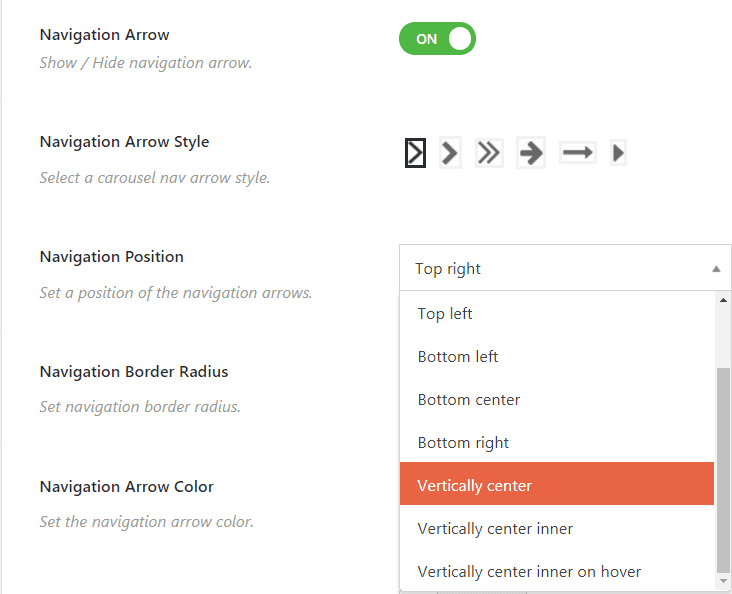 Navigation Arrow
ON
Show / Hide navigation arrow.
Navigation Arrow Style
Select a carousel nav arrow style.
Navigation Position
Top right
Set a position of the navigation arrows.
Top left
Bottom left
Navigation Border Radius
Bottom center
Set navigation border radius.
Bottom right
Navigation Arrow Color
Vertically center
Set the navigation arrow color.
Vertically center inner
Vertically center inner on hover